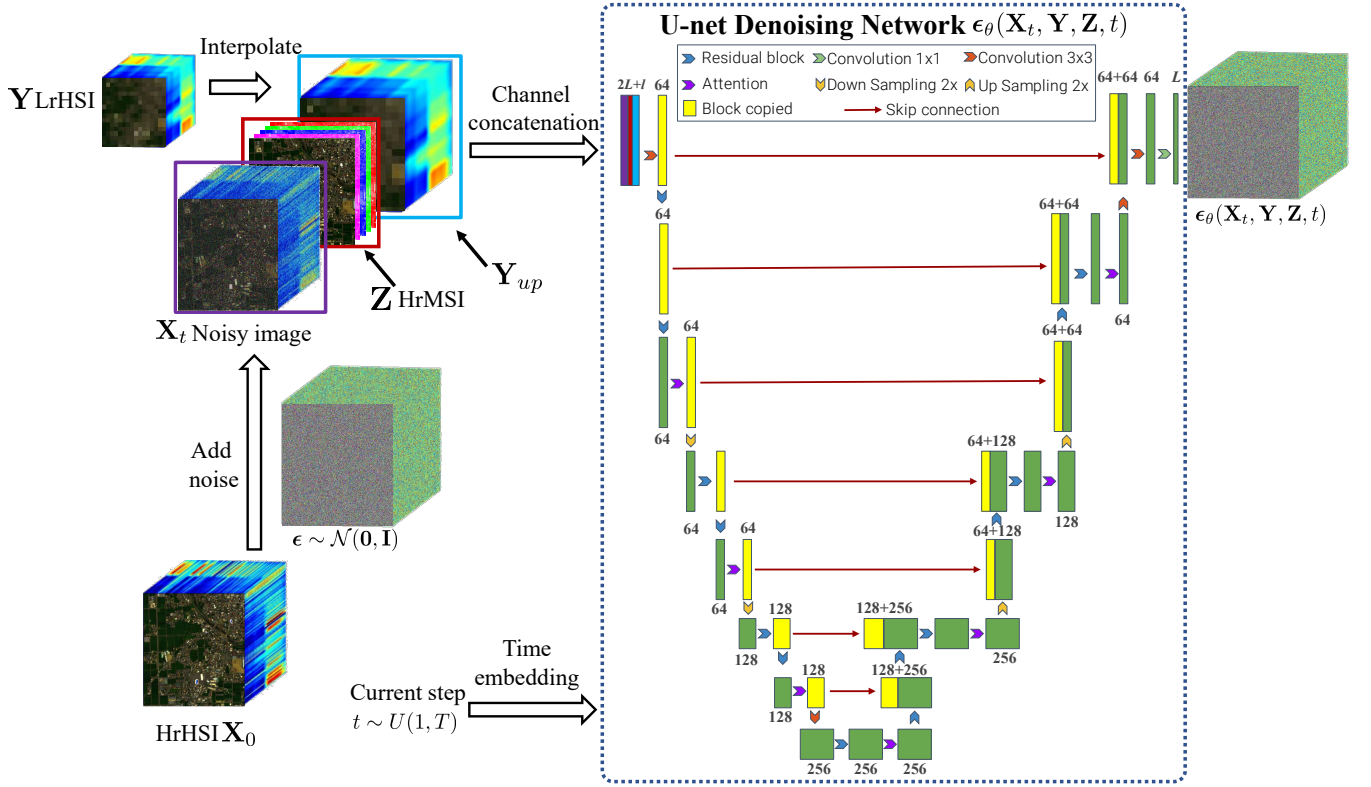 U-net Denoising Network ϵθ(Xt, Y, Z, t)
Residual block
Convolution 1x1
Convolution 3x3
Attention
Down Sampling 2x
Up Sampling 2x
Block copied
Skip connection
Interpolate
Y LrHSI
Channel
concatenation
Yup
Z HrMSI
Xt Noisy image
Add
noise
ϵ ∼ N(0, I)
HrHSI X0
Current step
t ∼ U(1, T)
Time
embedding
2L+l
64
64+64
64
L
ϵθ(Xt, Y, Z, t)
64
64+64
64
64
64+64
64
64+128
64
64
128
64
64+128
64
128
128+256
128
256
128
128+256
128
256
256
256